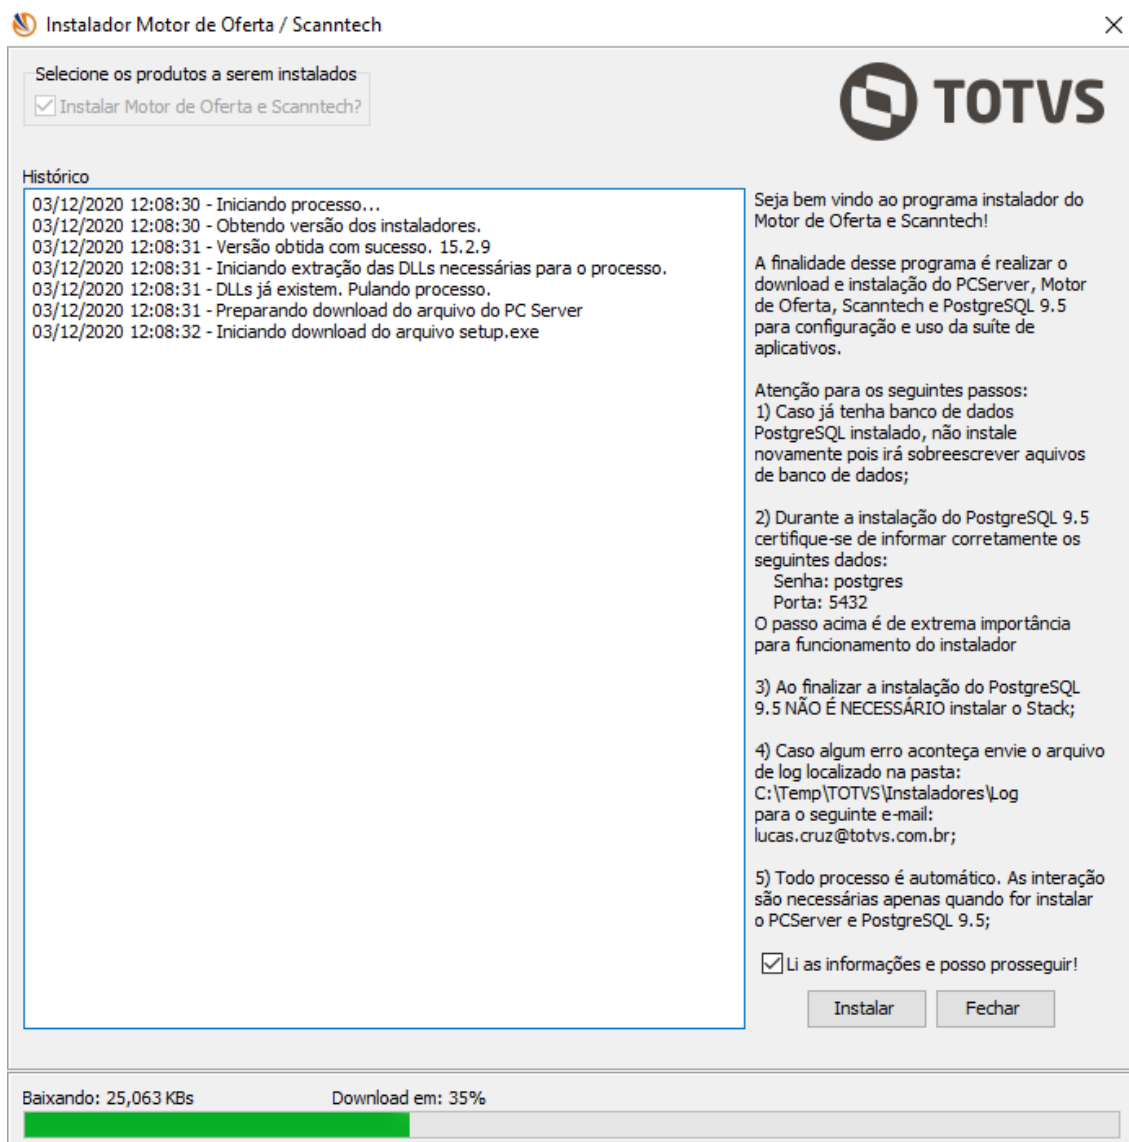 Instalador Motor de Oferta / Scanntech
Selecione os produtos a serem instalados
Instalar Motor de Oferta e Scanntech?
TOTVS
Histórico
03/12/2020 12:08:30 - Iniciando processo...
03/12/2020 12:08:30 - Obtendo versão dos instaladores.
03/12/2020 12:08:31 - Versão obtida com sucesso. 15.2.9
03/12/2020 12:08:31 - Iniciando extração das DLLs necessárias para o processo.
03/12/2020 12:08:31 - DLLs já existem. Pulando processo.
03/12/2020 12:08:31 - Preparando download do arquivo do PC Server
03/12/2020 12:08:32 - Iniciando download do arquivo setup.exe
Seja bem vindo ao programa instalador do
Motor de Oferta e Scanntech!
A finalidade desse programa é realizar o
download e instalação do PCServer, Motor
de Oferta, Scanntech e PostgreSQL 9.5
para configuração e uso da suíte de
aplicativos.
Atenção para os seguintes passos:
1) Caso já tenha banco de dados
PostgreSQL instalado, não instale
novamente pois irá sobreescrever aquivos
de banco de dados;
2) Durante a instalação do PostgreSQL 9.5
certifique-se de informar corretamente os
seguintes dados:
Senha: postgres
Porta: 5432
O passo acima é de extrema importância
para funcionamento do instalador
3) Ao finalizar a instalação do PostgreSQL
9.5 NÃO É NECESSÁRIO instalar o Stack;
4) Caso algum erro aconteça envie o arquivo
de log localizado na pasta:
C:\Temp\TOTVS\Instaladores\Log
para o seguinte e-mail:
lucas.cruz@totvs.com.br;
5) Todo processo é automático. As interação
são necessárias apenas quando for instalar
o PCServer e PostgreSQL 9.5;
Li as informações e posso prosseguir!
Instalar
Fechar
Baixando: 25,063 KBs
Download em: 35%